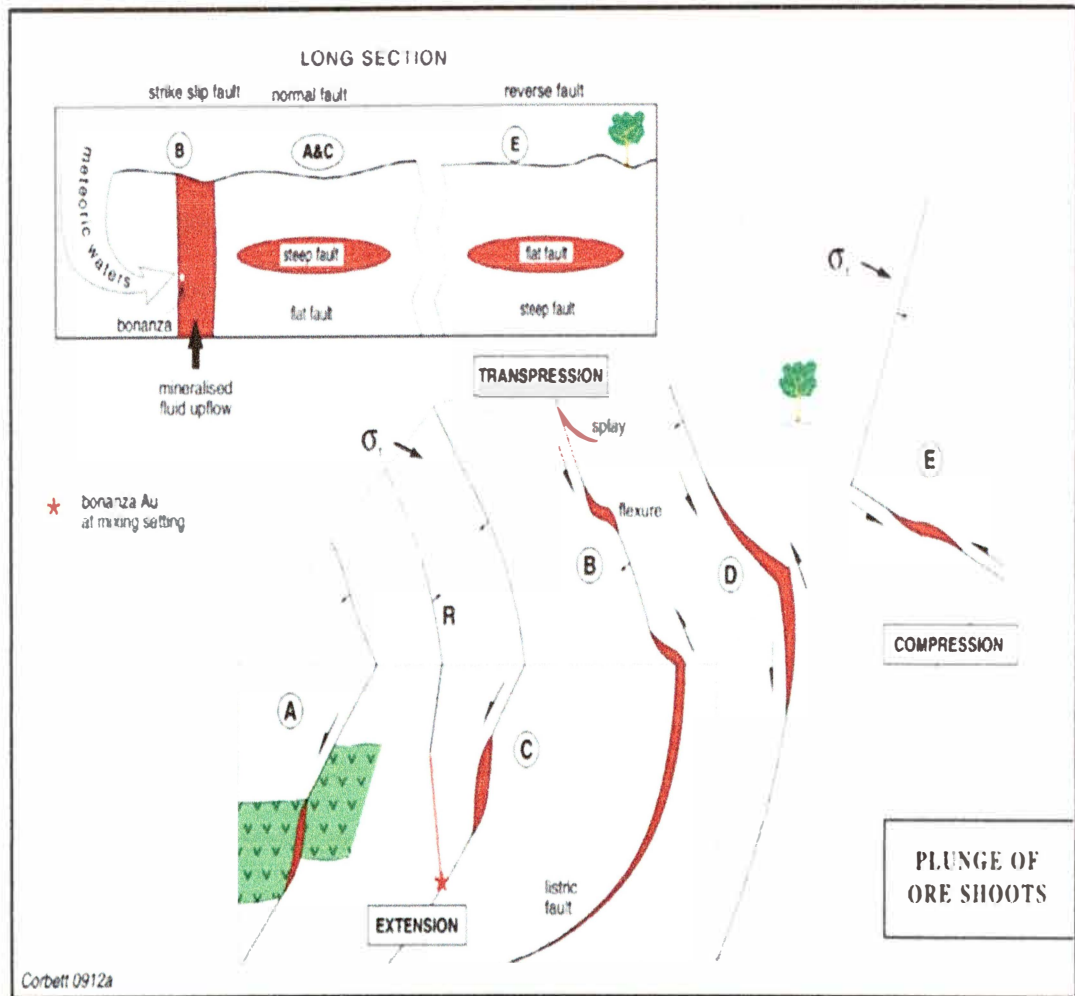 LONG SECTION
strike slip fault
normal fault
reverse fault
B
A&C
E
meteoric waters
steep fault
flat fault
flat fault
steep fault
bonanza
mineralised
fluid upflow
TRANSPRESSION
σ₁
σ₁
splay
E
bonanza Au
at mixing setting
flexure
B
D
R
COMPRESSION
A
C
listric
fault
EXTENSION
PLUNGE OF
ORE SHOOTS
Corbett 0912a